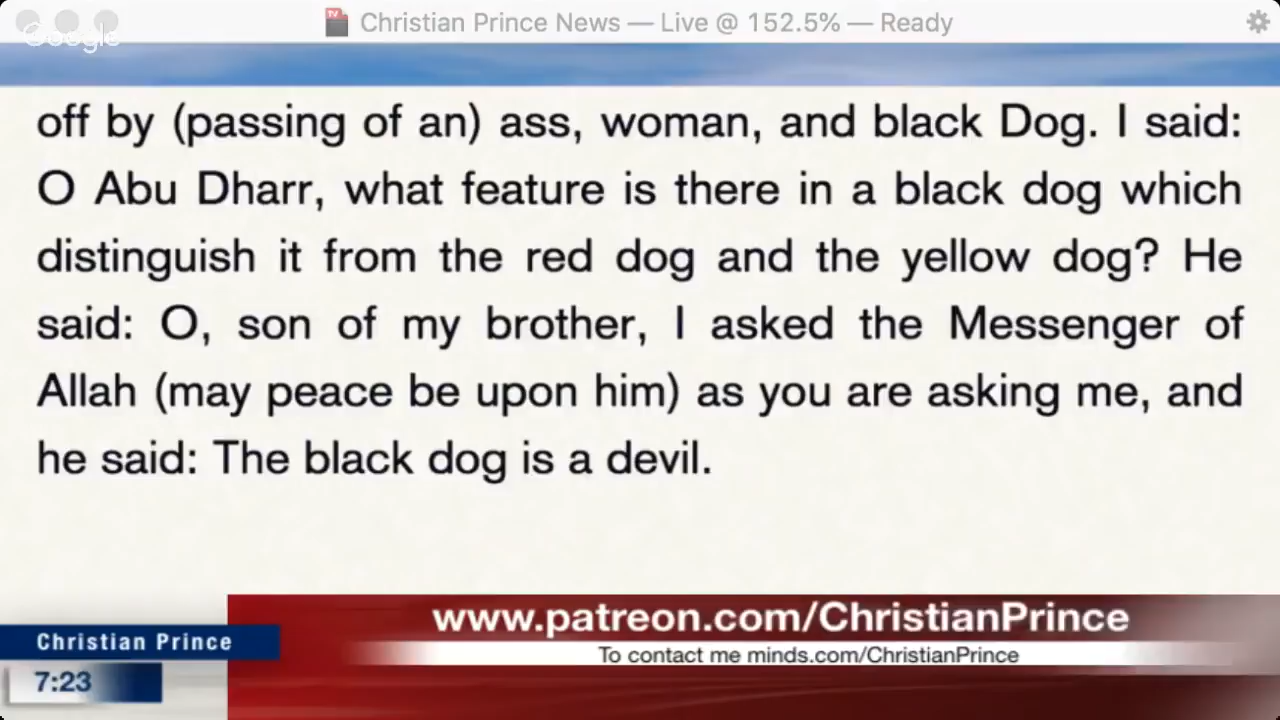 Christian Prince News — Live @ 152.5% — Ready
Google
off by (passing of an) ass, woman, and black Dog. I said:
O Abu Dharr, what feature is there in a black dog which
distinguish it from the red dog and the yellow dog? He
said: O, son of my brother, I asked the Messenger of
Allah (may peace be upon him) as you are asking me, and
he said: The black dog is a devil.
www.patreon.com/ChristianPrince
Christian Prince
To contact me minds.com/ChristianPrince
7:23